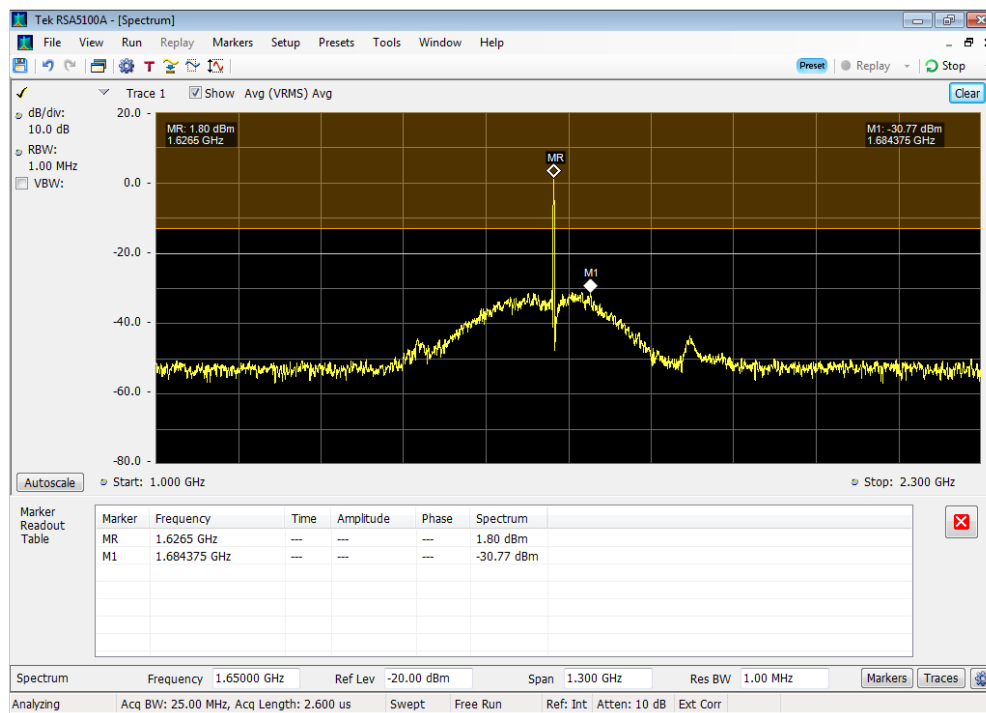 Tek RSA5100A - [Spectrum]
File View Run Replay Markers Setup Presets Tools Window Help
T Preset Replay Stop
Trace 1 Show Avg (VRMS) Avg Clear
dB/div:
10.0 dB
RBW:
1.00 MHz
VBW:
20.0 -
0.0 -
-20.0 -
-40.0 -
-60.0 -
-80.0 -
MR: 1.80 dBm
1.6265 GHz
M1: -30.77 dBm
1.684375 GHz
MR
M1
Autoscale Start: 1.000 GHz Stop: 2.300 GHz
Marker
Readout
Table
Marker Frequency Time Amplitude Phase Spectrum
MR 1.6265 GHz --- --- --- 1.80 dBm
M1 1.684375 GHz --- --- --- -30.77 dBm
Spectrum Frequency 1.65000 GHz Ref Lev -20.00 dBm Span 1.300 GHz Res BW 1.00 MHz Markers Traces
Analyzing Acq BW: 25.00 MHz, Acq Length: 2.600 us Swept Free Run Ref: Int Atten: 10 dB Ext Corr